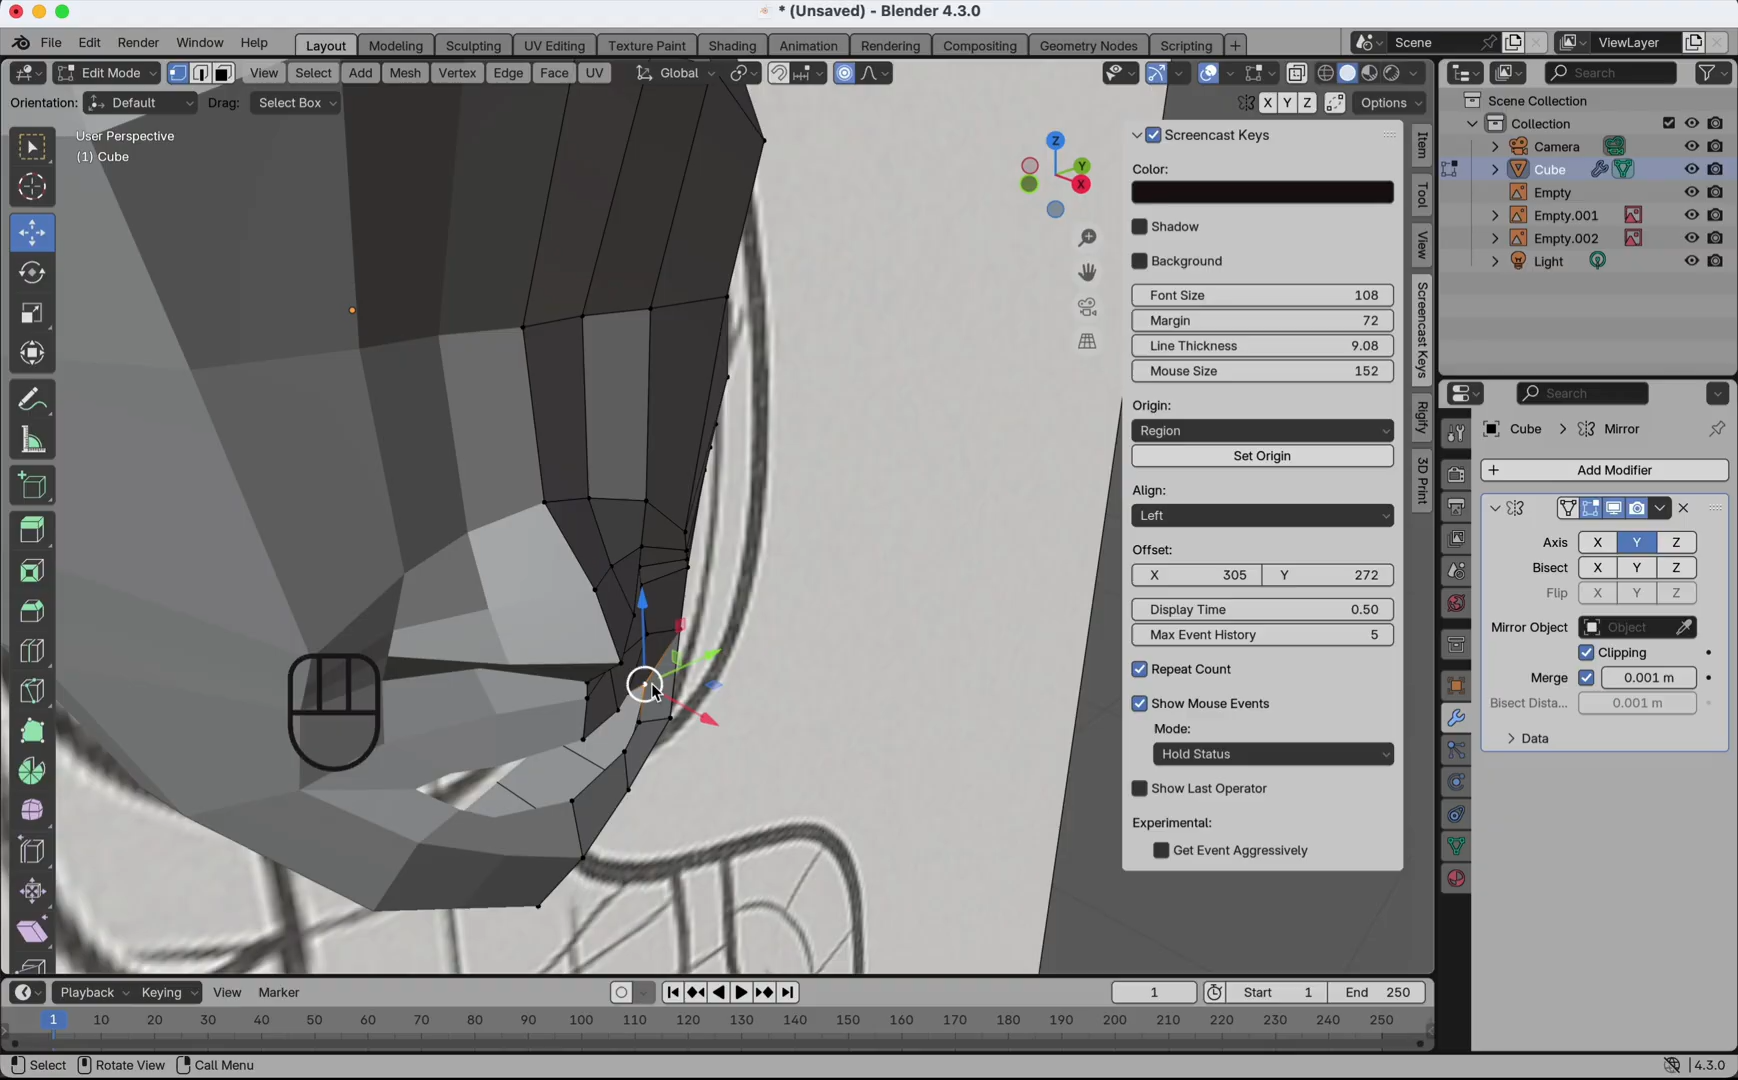 * (Unsaved) - Blender 4.3.0
File Edit Render Window Help Layout Modeling Sculpting UV Editing Texture Paint Shading Animation Rendering Compositing Geometry Nodes Scripting + Scene ViewLayer
Edit Mode View Select Add Mesh Vertex Edge Face UV Global Search
Orientation: Default Drag: Select Box X Y Z Options
User Perspective
(1) Cube
Z
Y
X
Screencast Keys
Color:
Shadow
Background
Font Size 108
Margin 72
Line Thickness 9.08
Mouse Size 152
Origin:
Region
Set Origin
Align:
Left
Offset:
X 305 Y 272
Display Time 0.50
Max Event History 5
Repeat Count
Show Mouse Events
Mode:
Hold Status
Show Last Operator
Experimental:
Get Event Aggressively
Item
Tool
View
Screencast Keys
Rigify
3D Print
Scene Collection
Collection
Camera
Cube
Empty
Empty.001
Empty.002
Light
Search
Cube > Mirror
+ Add Modifier
Axis X Y Z
Bisect X Y Z
Flip X Y Z
Mirror Object Object
Clipping
Merge 0.001 m
Bisect Dista... 0.001 m
Data
Playback Keying View Marker 1 Start 1 End 250
1 10 20 30 40 50 60 70 80 90 100 110 120 130 140 150 160 170 180 190 200 210 220 230 240 250
Select Rotate View Call Menu 4.3.0